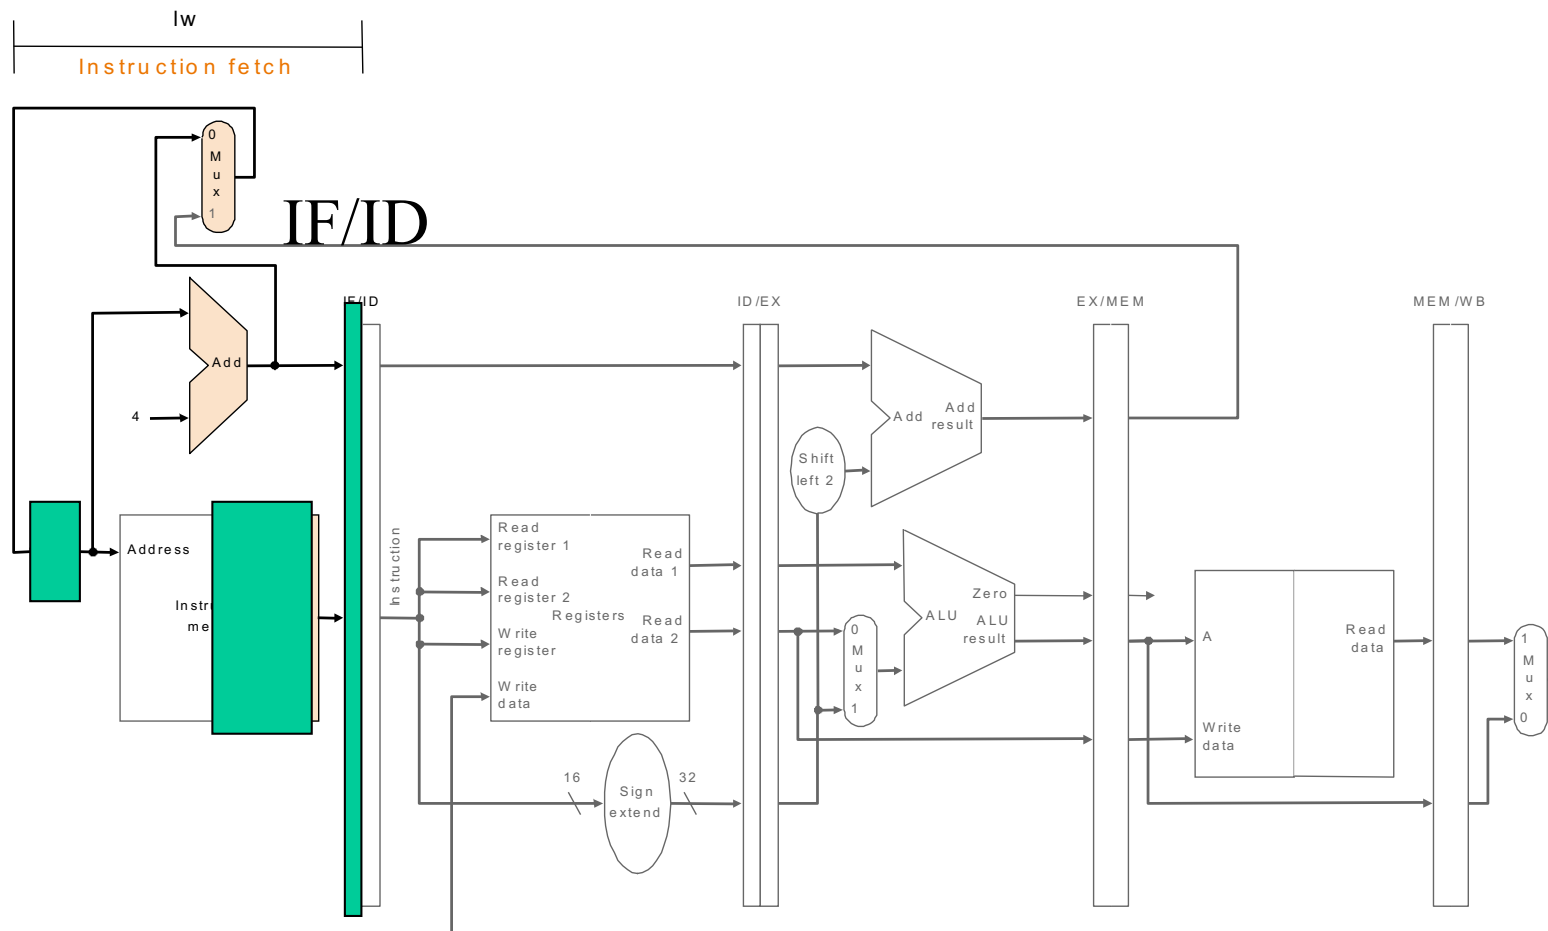 lw
Instruction fetch
0
M
u
x
1
IF/ID
IF/ID
ID/EX
EX/MEM
MEM/WB
Add
4
Add
Add
result
Shift
left 2
Address
Instruction
Read
register 1
Read
register 2
Write
register
Write
data
Registers
Read
data 1
Read
data 2
0
M
u
x
1
Zero
ALU
ALU
result
A
Read
data
Write
data
1
M
u
x
0
16
Sign
extend
32